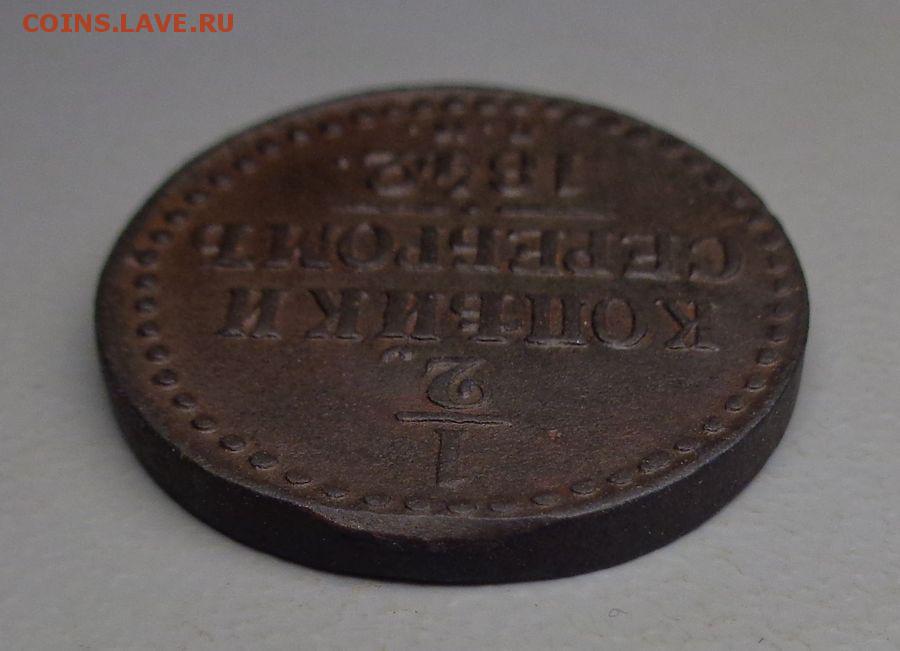 COINS.LAVE.RU
1
2
КОПѢЙКИ
СЕРЕБРОМЪ
1842